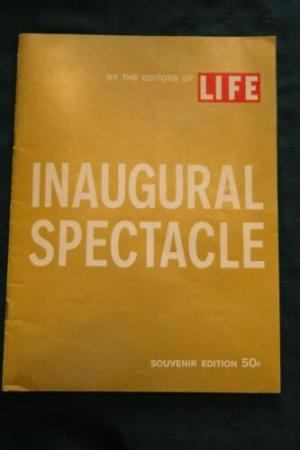 BY THE EDITORS OF LIFE
INAUGURAL
SPECTACLE
SOUVENIR EDITION 50¢